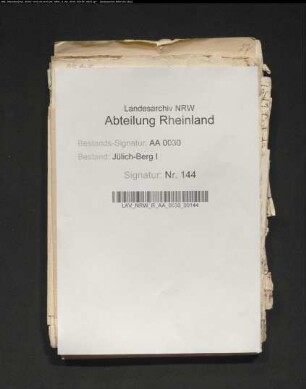 Landesarchiv NRW
Abteilung Rheinland
Bestands-Signatur: AA 0030
Bestand: Jülich-Berg I
Signatur: Nr. 144
LAV_NRW_R_AA_0030_00144